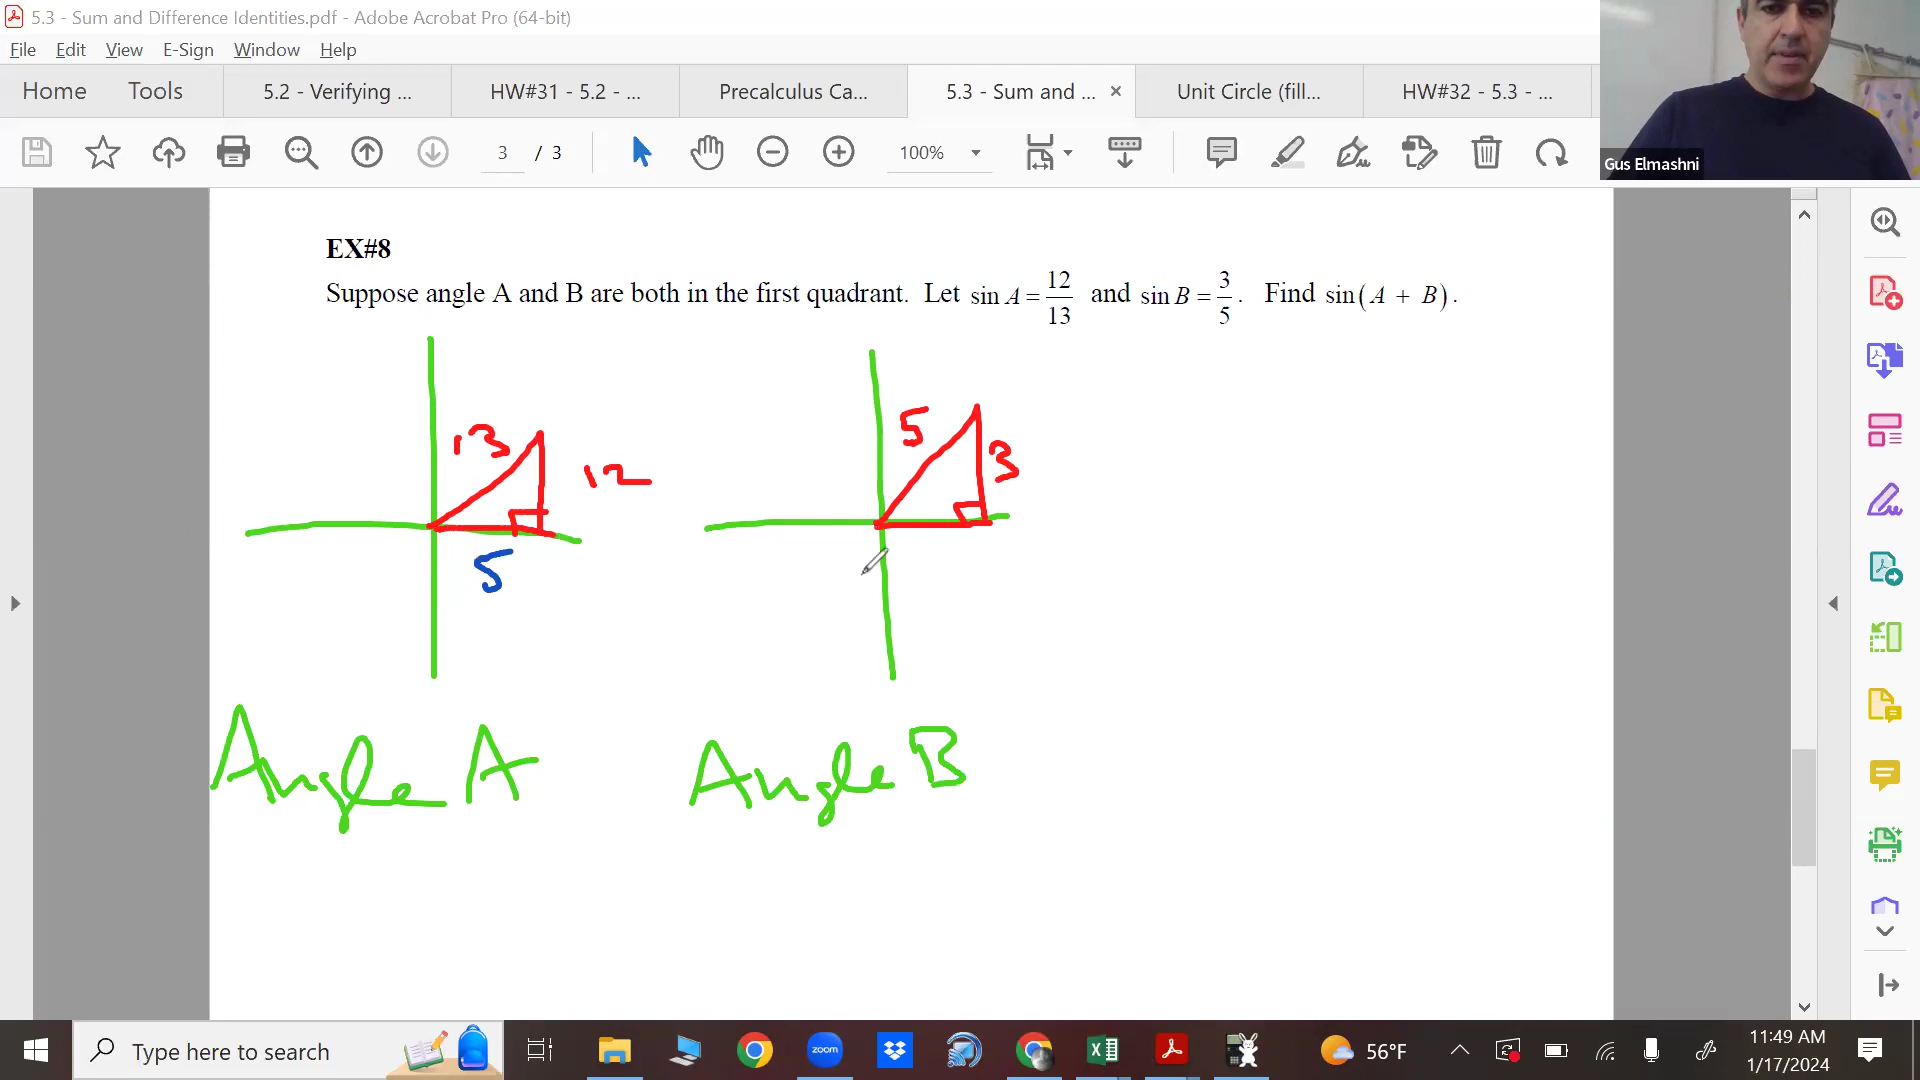 5.3 - Sum and Difference Identities.pdf - Adobe Acrobat Pro (64-bit)
File Edit View E-Sign Window Help
Home Tools 5.2 - Verifying ... HW#31 - 5.2 - ... Precalculus Ca... 5.3 - Sum and ... × Unit Circle (fill... HW#32 - 5.3 - ...
3 / 3 100%
Gus Elmashni
EX#8
Suppose angle A and B are both in the first quadrant. Let sin A = 12/13 and sin B = 3/5. Find sin(A + B).
13 12 5
5 3
Angle A Angle B
Type here to search
zoom
56°F
11:49 AM
1/17/2024